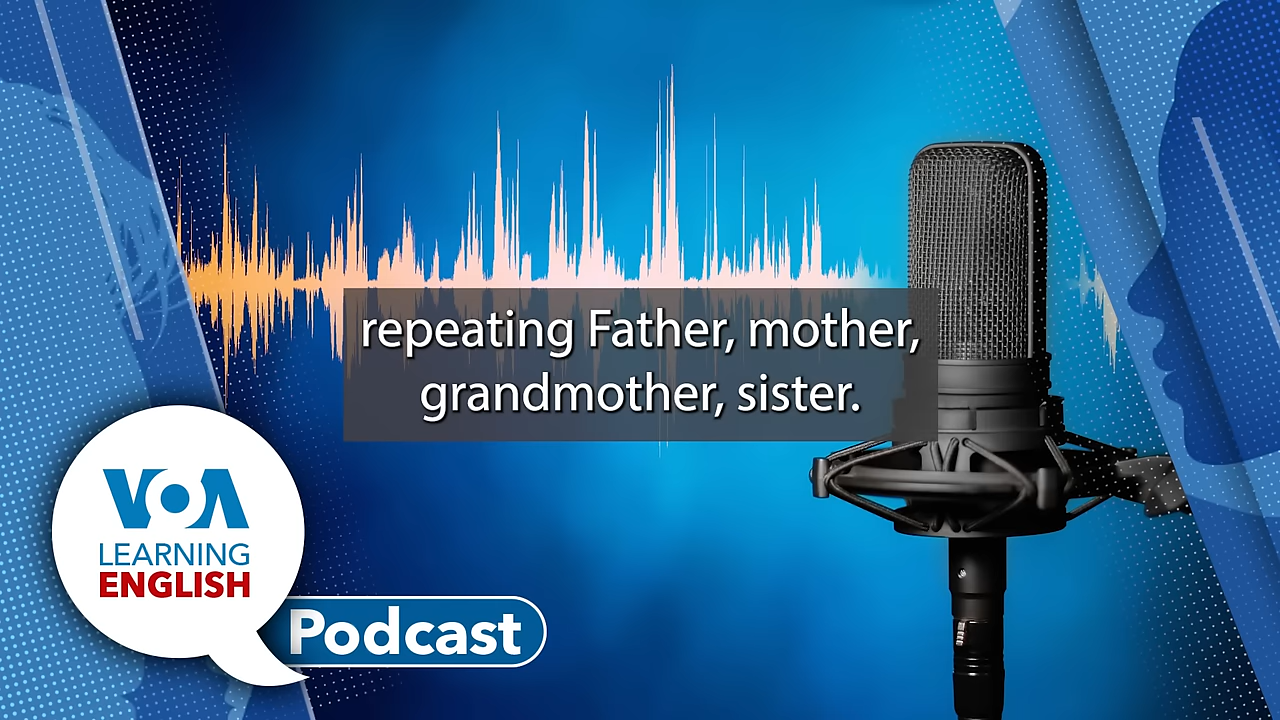 repeating Father, mother,
grandmother, sister.
VOA
LEARNING
ENGLISH
Podcast